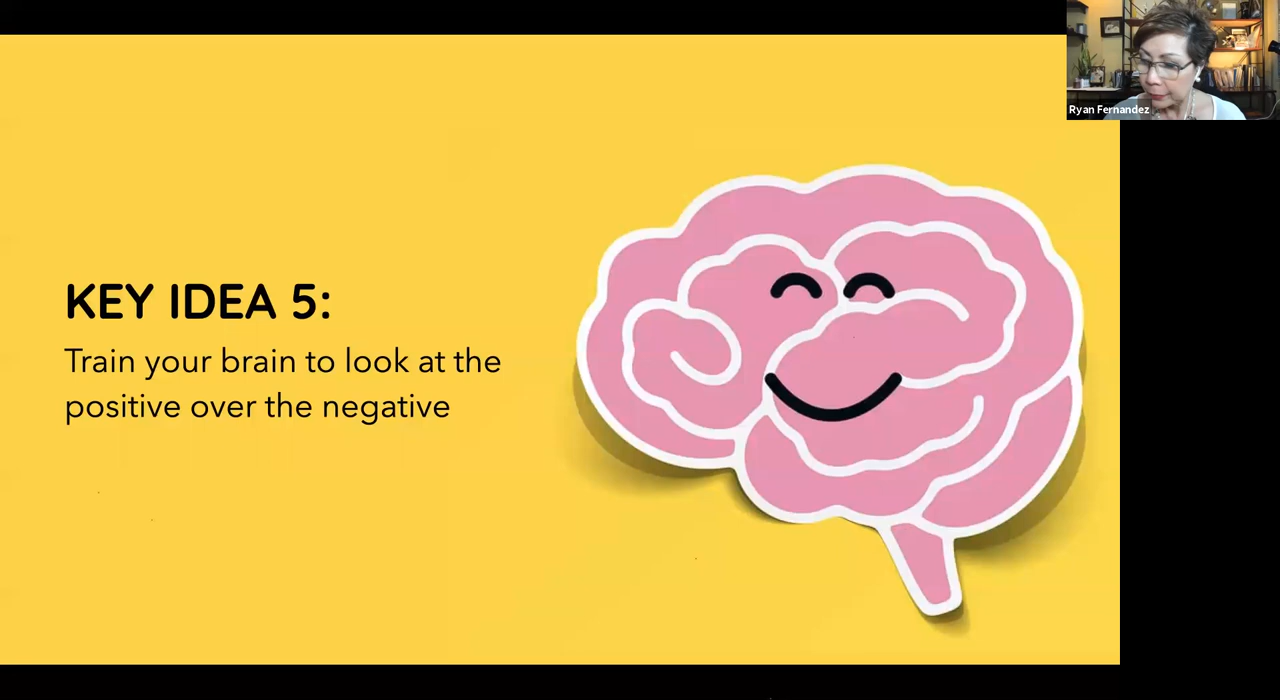 Ryan Fernandez
KEY IDEA 5:
Train your brain to look at the
positive over the negative